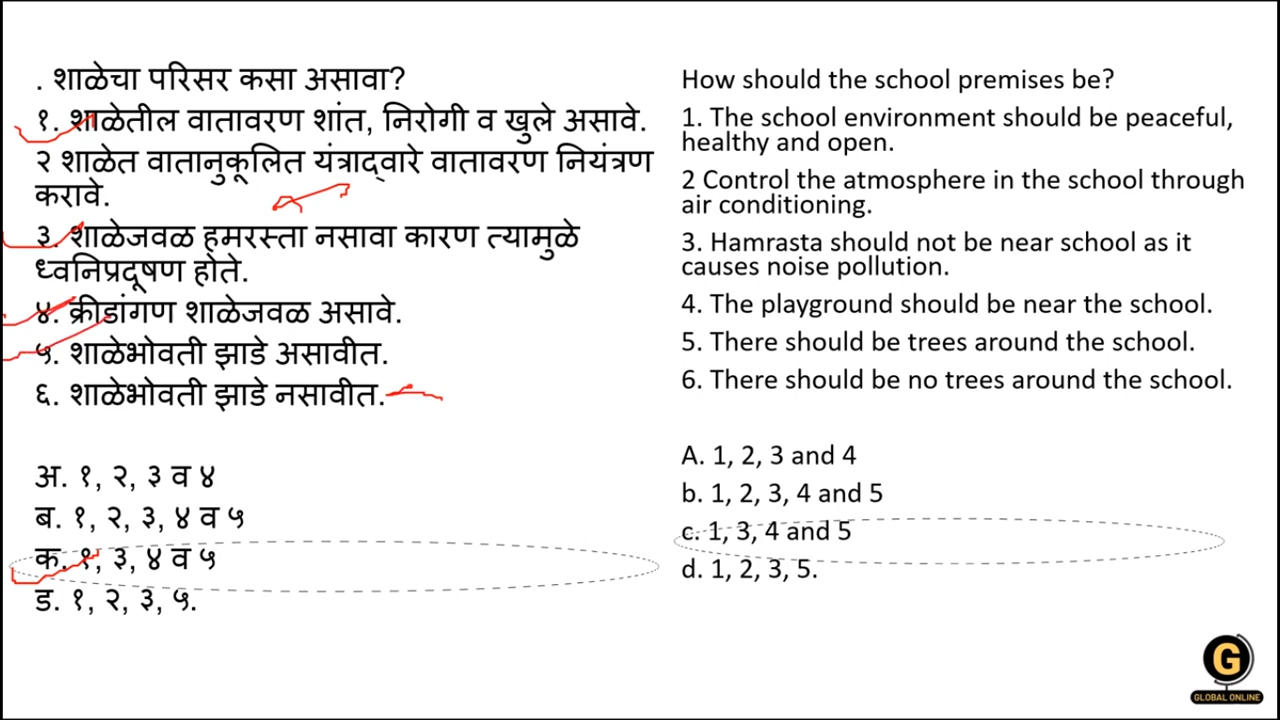 . शाळेचा परिसर कसा असावा?
१. शाळेतील वातावरण शांत, निरोगी व खुले असावे.
२ शाळेत वातानुकूलित यंत्राद्वारे वातावरण नियंत्रण
करावे.
३. शाळेजवळ हमरस्ता नसावा कारण त्यामुळे
ध्वनिप्रदूषण होते.
४. क्रीडांगण शाळेजवळ असावे.
५. शाळेभोवती झाडे असावीत.
६. शाळेभोवती झाडे नसावीत.
अ. १, २, ३ व ४
ब. १, २, ३, ४ व ५
क. १, ३, ४ व ५
ड. १, २, ३, ५.
How should the school premises be?
1. The school environment should be peaceful,
healthy and open.
2 Control the atmosphere in the school through
air conditioning.
3. Hamrasta should not be near school as it
causes noise pollution.
4. The playground should be near the school.
5. There should be trees around the school.
6. There should be no trees around the school.
A. 1, 2, 3 and 4
b. 1, 2, 3, 4 and 5
c. 1, 3, 4 and 5
d. 1, 2, 3, 5.
G
GLOBAL ONLINE